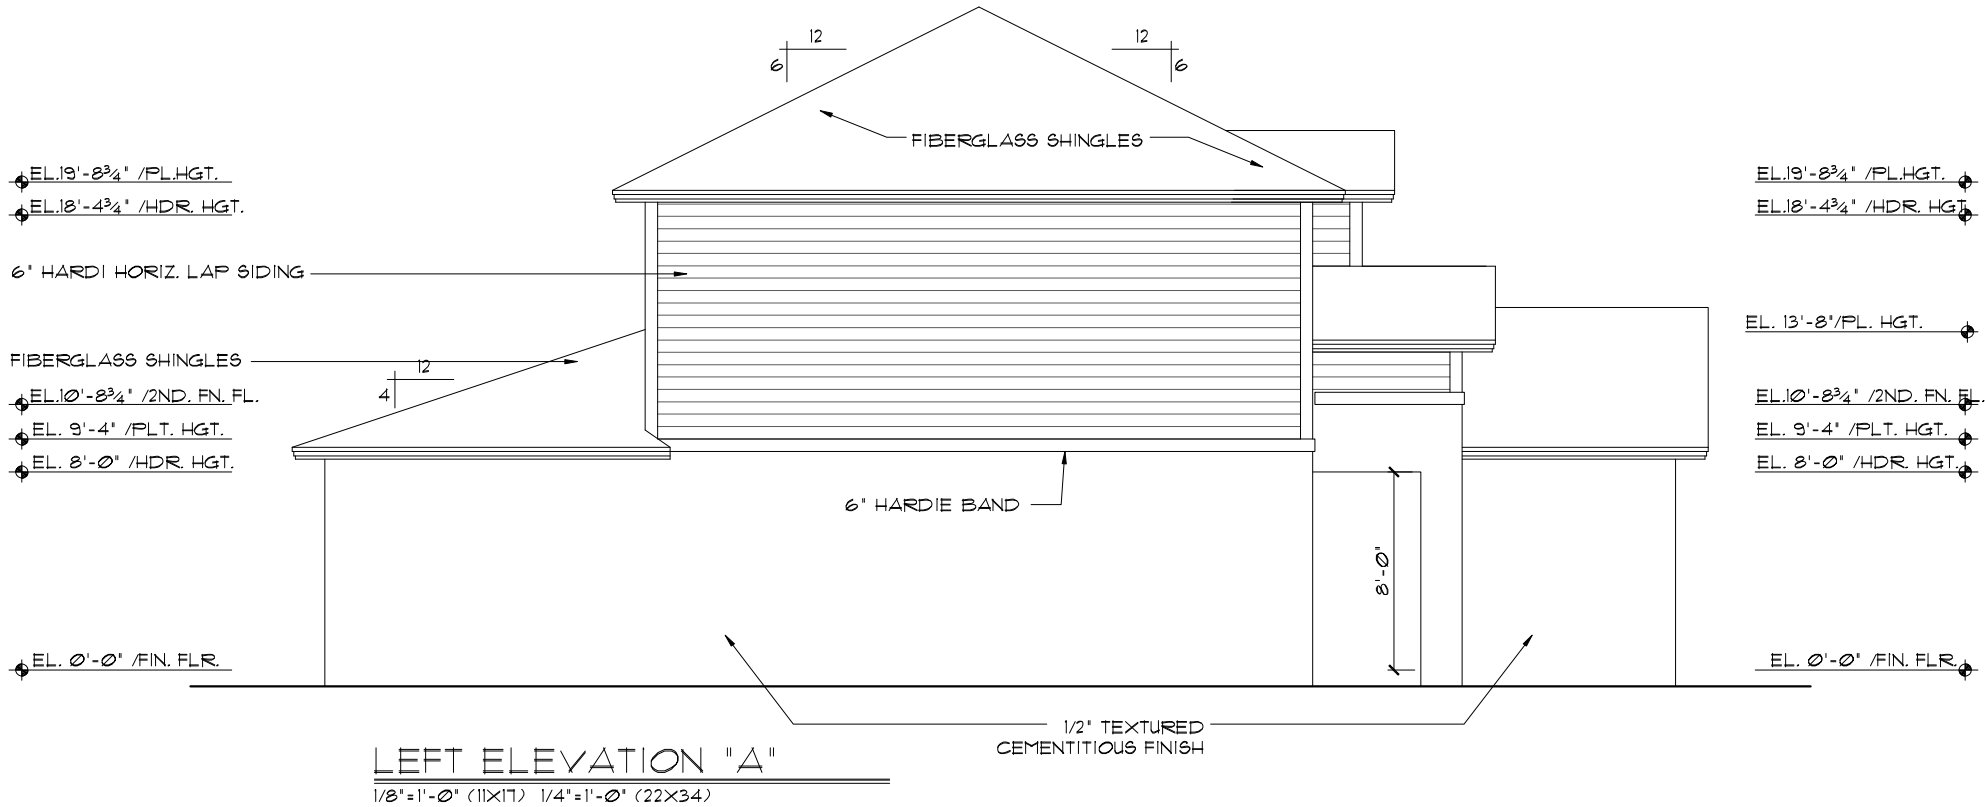 12
6
12
6
FIBERGLASS SHINGLES
EL.19'-8¾" /PL.HGT.
EL.18'-4¾" /HDR. HGT.
EL.19'-8¾" /PL.HGT.
EL.18'-4¾" /HDR. HGT.
6" HARDI HORIZ. LAP SIDING
EL. 13'-8"/PL. HGT.
FIBERGLASS SHINGLES
12
4
EL.10'-8¾" /2ND. FN. FL.
EL. 9'-4" /PLT. HGT.
EL. 8'-0" /HDR. HGT.
EL.10'-8¾" /2ND. FN. FL.
EL. 9'-4" /PLT. HGT.
EL. 8'-0" /HDR. HGT.
6" HARDIE BAND
8'-0"
EL. 0'-0" /FIN. FLR.
EL. 0'-0" /FIN. FLR.
1/2" TEXTURED
CEMENTITIOUS FINISH
LEFT ELEVATION "A"
1/8"=1'-0" (11X17) 1/4"=1'-0" (22X34)